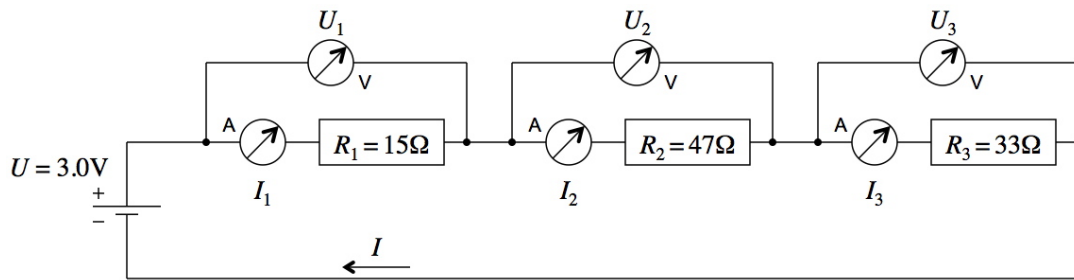 U₁ U₂ U₃
V V V
A A A
R₁ = 15Ω R₂ = 47Ω R₃ = 33Ω
U = 3.0V
+
I₁ I₂ I₃
−
I